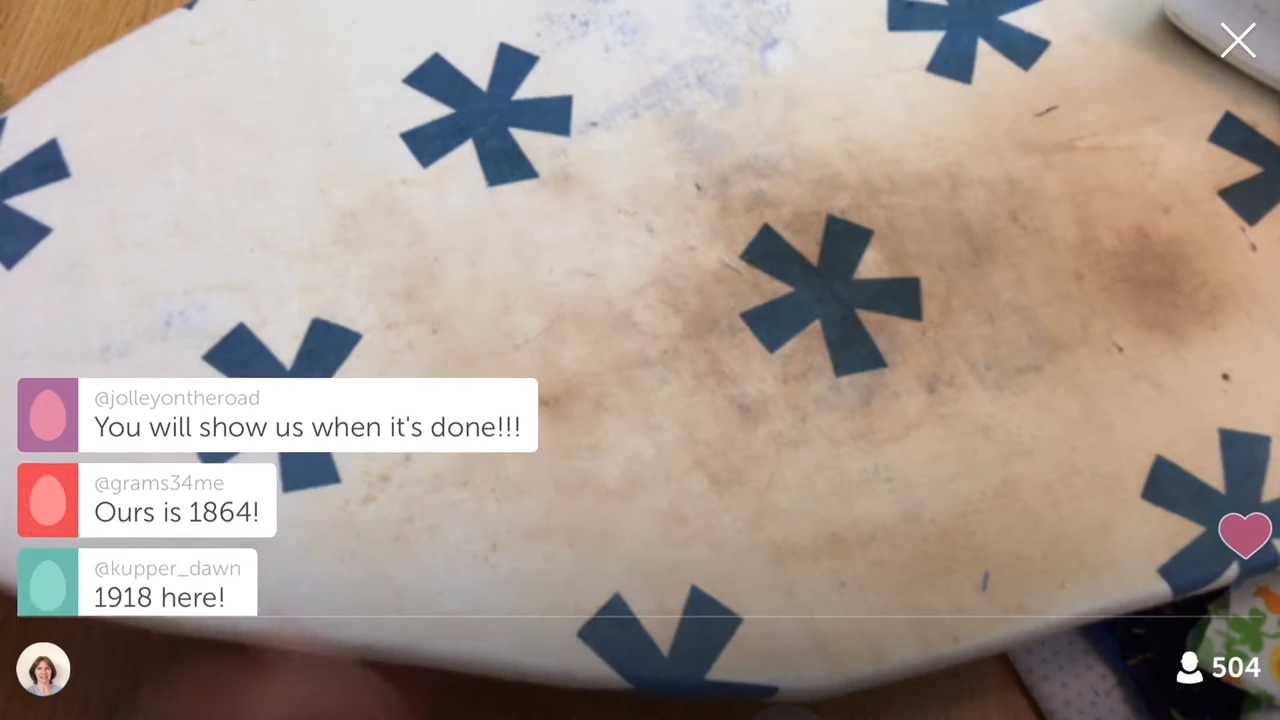 @jolleyontheroad
You will show us when it's done!!!
@grams34me
Ours is 1864!
@kupper_dawn
1918 here!
504